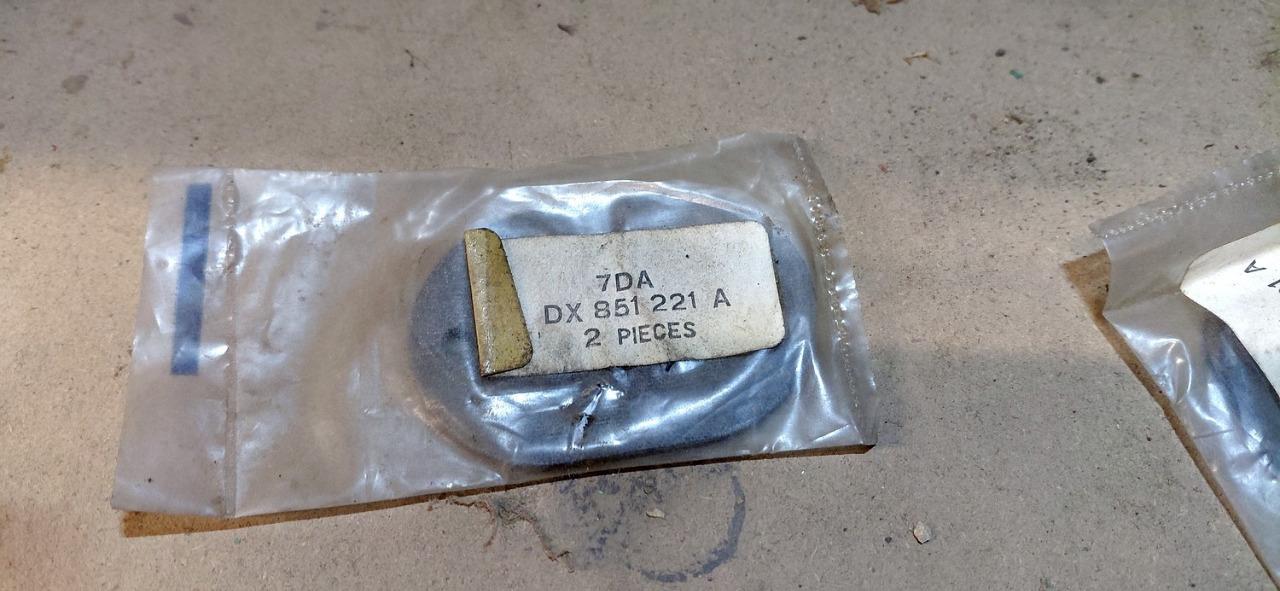 7DA
DX 851 221 A
2 PIECES